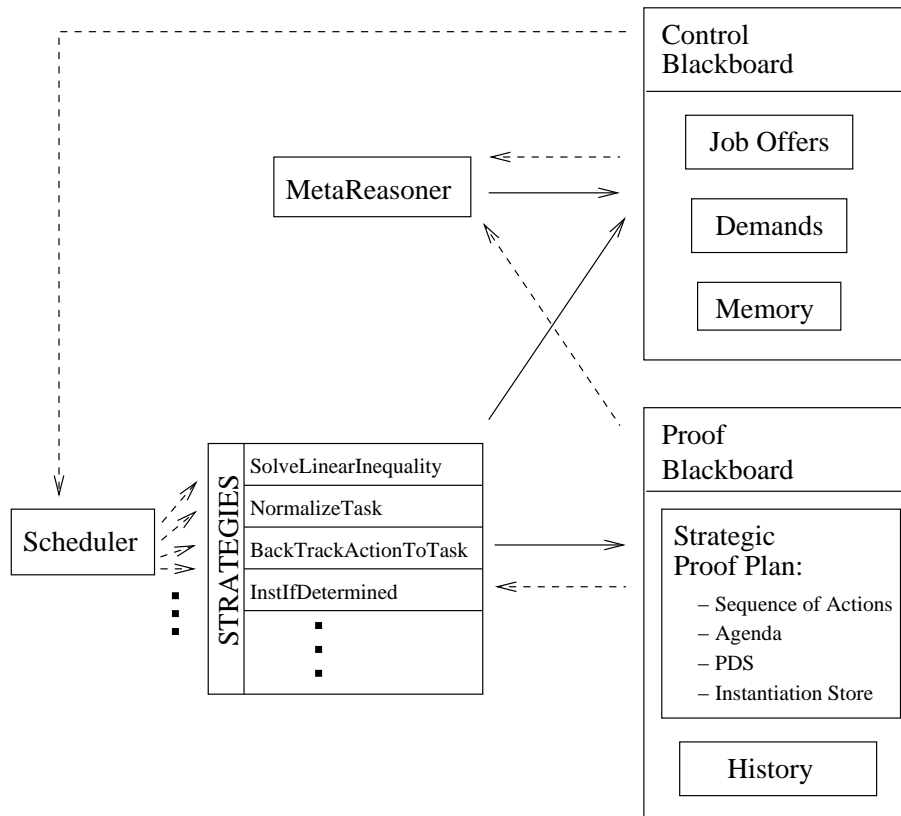 Control
Blackboard
Job Offers
MetaReasoner
Demands
Memory
Proof
Blackboard
STRATEGIES
SolveLinearInequality
NormalizeTask
BackTrackActionToTask
InstIfDetermined
Scheduler
Strategic
Proof Plan:
– Sequence of Actions
– Agenda
– PDS
– Instantiation Store
History